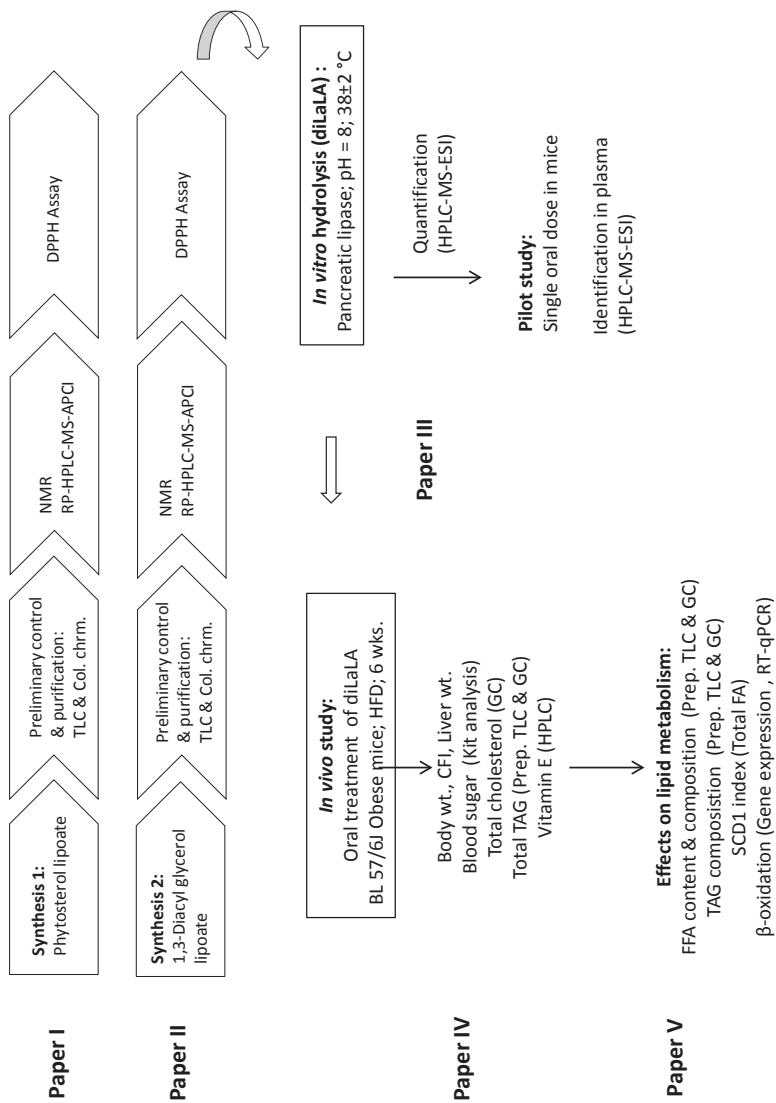 Paper I
Synthesis 1:
Phytosterol lipoate
Preliminary control
& purification:
TLC & Col. chrm.
NMR
RP-HPLC-MS-APCI
DPPH Assay
Paper II
Synthesis 2:
1,3-Diacyl glycerol
lipoate
Preliminary control
& purification:
TLC & Col. chrm.
NMR
RP-HPLC-MS-APCI
DPPH Assay
In vitro hydrolysis (diLaLA) :
Pancreatic lipase; pH = 8; 38±2 °C
Quantification
(HPLC-MS-ESI)
Pilot study:
Single oral dose in mice
Identification in plasma
(HPLC-MS-ESI)
Paper III
In vivo study:
Oral treatment of diLaLA
BL 57/6J Obese mice; HFD; 6 wks.
Paper IV
Body wt., CFI, Liver wt.
Blood sugar (Kit analysis)
Total cholesterol (GC)
Total TAG (Prep. TLC & GC)
Vitamin E (HPLC)
Paper V
Effects on lipid metabolism:
FFA content & composition (Prep. TLC & GC)
TAG composistion (Prep. TLC & GC)
SCD1 index (Total FA)
β-oxidation (Gene expression , RT-qPCR)